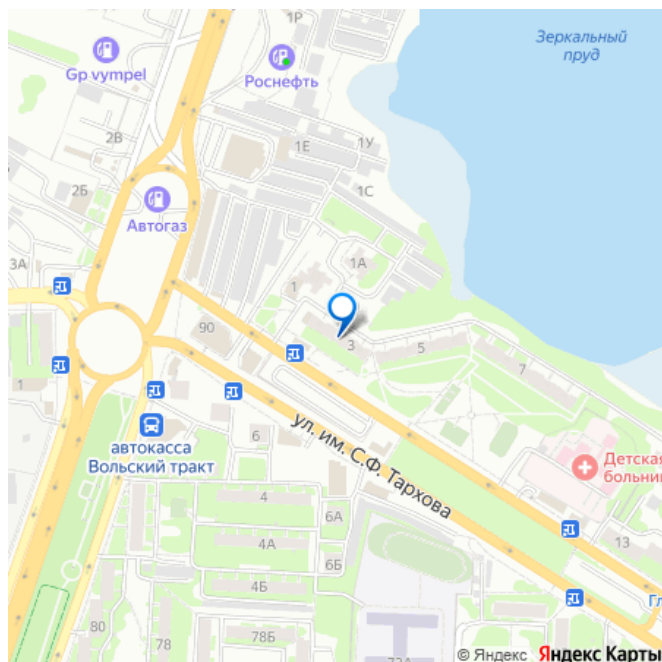 1Р
Зеркальный
пруд
Gp vympel
Роснефть
2В
1Е
1У
2Б
1С
Автогаз
3А
1А
1
90
3
5
7
1
автокасса
Вольский тракт
6
ул. им. С.Ф. Тархова
Детская
больни
4
6А
4А
13
6Б
4Б
Гл
80
78
78Б
© Яндекс Яндекс Карты